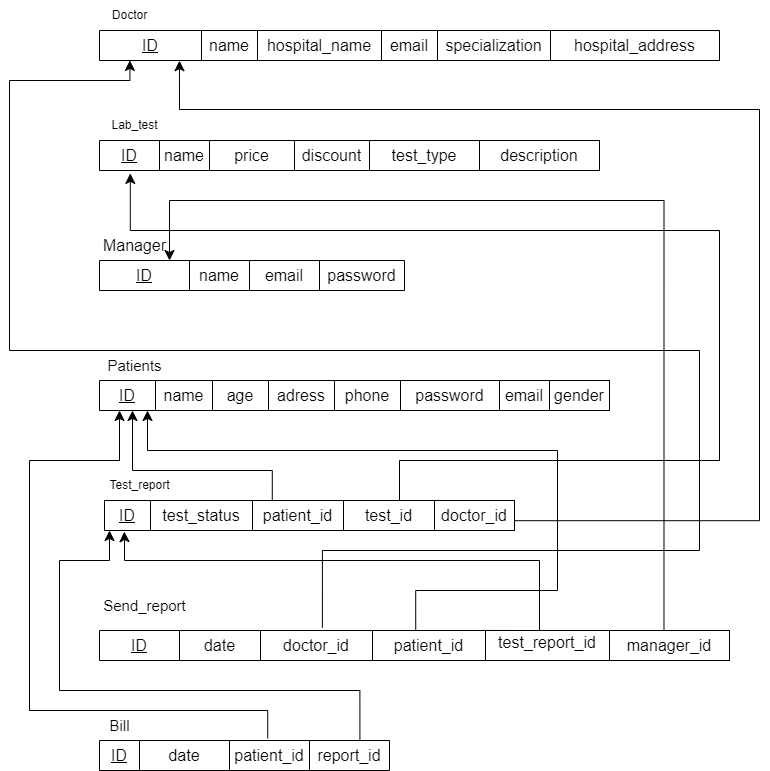 Doctor
ID name hospital_name email specialization hospital_address
Lab_test
ID name price discount test_type description
Manager
ID name email password
Patients
ID name age adress phone password email gender
Test_report
ID test_status patient_id test_id doctor_id
Send_report
ID date doctor_id patient_id test_report_id manager_id
Bill
ID date patient_id report_id